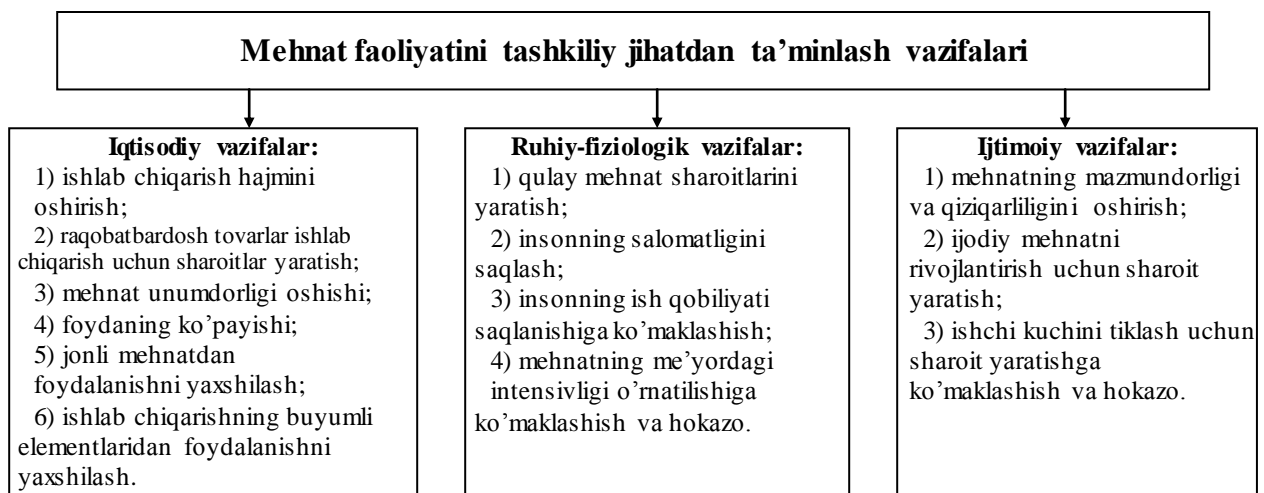 Mehnat faoliyatini tashkiliy jihatdan ta’minlash vazifalari
Iqtisodiy vazifalar:
1) ishlab chiqarish hajmini
oshirish;
2) raqobatbardosh tovarlar ishlab
chiqarish uchun sharoitlar yaratish;
3) mehnat unumdorligi oshishi;
4) foydaning ko’payishi;
5) jonli mehnatdan
foydalanishni yaxshilash;
6) ishlab chiqarishning buyumli
elementlaridan foydalanishni
yaxshilash.
Ruhiy-fiziologik vazifalar:
1) qulay mehnat sharoitlarini
yaratish;
2) insonning salomatligini
saqlash;
3) insonning ish qobiliyati
saqlanishiga ko’maklashish;
4) mehnatning me’yordagi
intensivligi o’rnatilishiga
ko’maklashish va hokazo.
Ijtimoiy vazifalar:
1) mehnatning mazmundorligi
va qiziqarliligini oshirish;
2) ijodiy mehnatni
rivojlantirish uchun sharoit
yaratish;
3) ishchi kuchini tiklash uchun
sharoit yaratishga
ko’maklashish va hokazo.